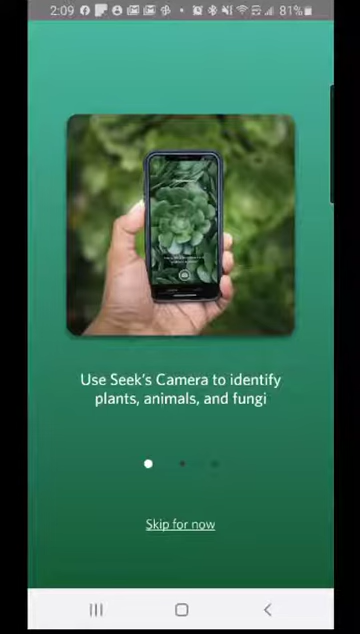 2:09
81%
Use Seek's Camera to identify
plants, animals, and fungi
Skip for now